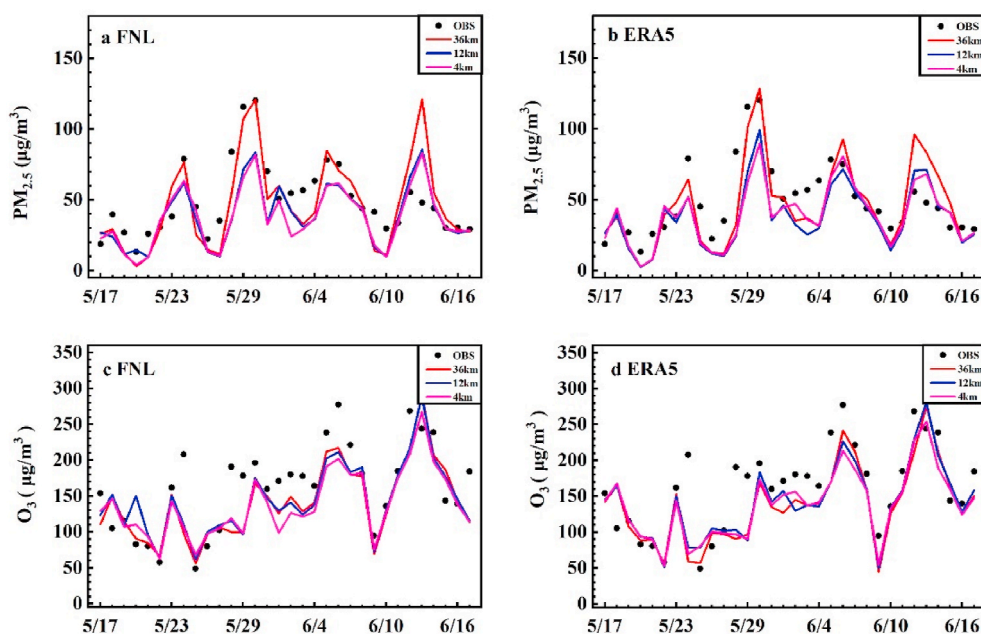 a FNL
OBS
36km
12km
4km
PM2.5 (μg/m³)
150
100
50
0
5/17 5/23 5/29 6/4 6/10 6/16
b ERA5
OBS
36km
12km
4km
PM2.5 (μg/m³)
150
100
50
0
5/17 5/23 5/29 6/4 6/10 6/16
c FNL
OBS
36km
12km
4km
O3 (μg/m³)
350
300
250
200
150
100
50
0
5/17 5/23 5/29 6/4 6/10 6/16
d ERA5
OBS
36km
12km
4km
O3 (μg/m³)
350
300
250
200
150
100
50
0
5/17 5/23 5/29 6/4 6/10 6/16